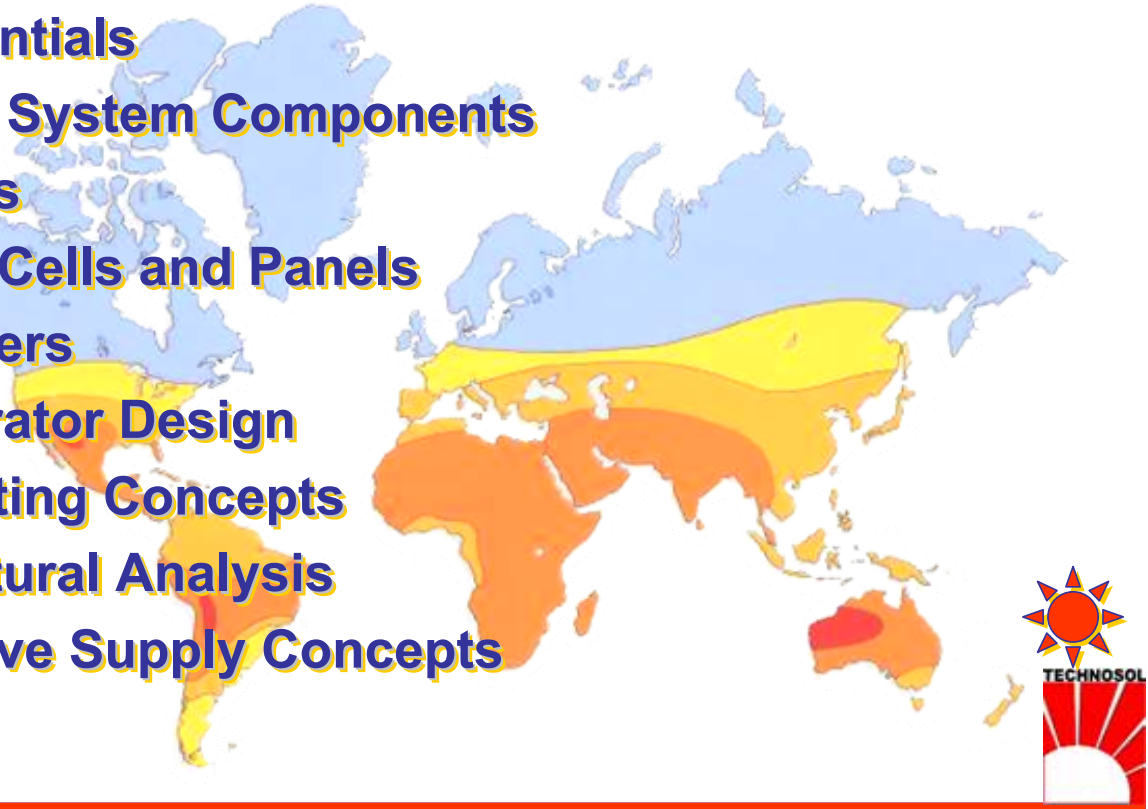 ntials
System Components
s
Cells and Panels
ers
rator Design
ting Concepts
tural Analysis
ve Supply Concepts
TECHNOSOL